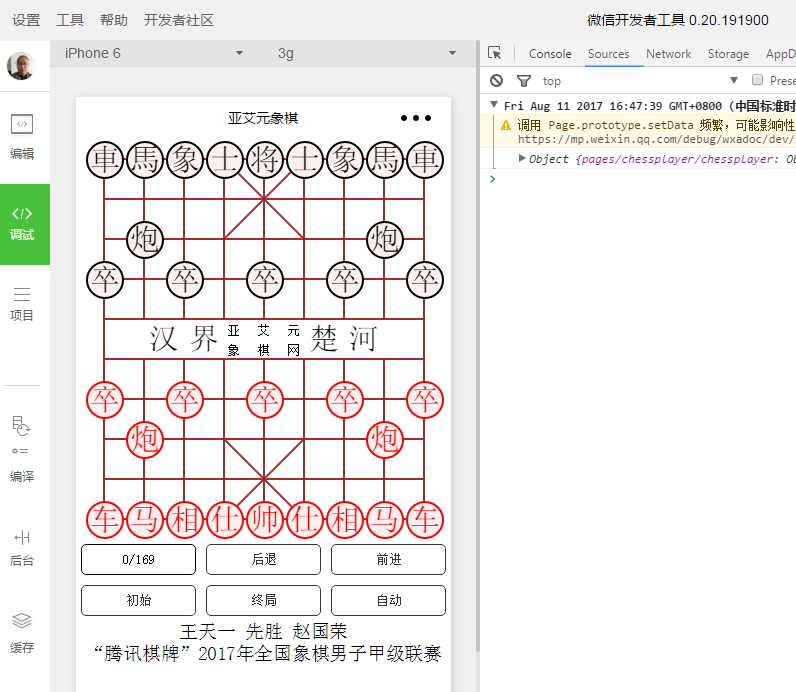 设置 工具 帮助 开发者社区 微信开发者工具 0.20.191900
iPhone 6 3g
Console Sources Network Storage AppD
top Prese
编辑
调试
项目
编译
后台
缓存
亚艾元象棋
車 馬 象 士 将 士 象 馬 車
炮 炮
卒 卒 卒 卒 卒
汉 界 亚 艾 元 楚 河
象 棋 网
卒 卒 卒 卒 卒
炮 炮
车 马 相 仕 帅 仕 相 马 车
0/169 后退 前进
初始 终局 自动
王天一 先胜 赵国荣
“腾讯棋牌”2017年全国象棋男子甲级联赛
Fri Aug 11 2017 16:47:39 GMT+0800 (中国标准时
调用 Page.prototype.setData 频繁，可能影响性
https://mp.weixin.qq.com/debug/wxadoc/dev/
Object {pages/chessplayer/chessplayer: Ob